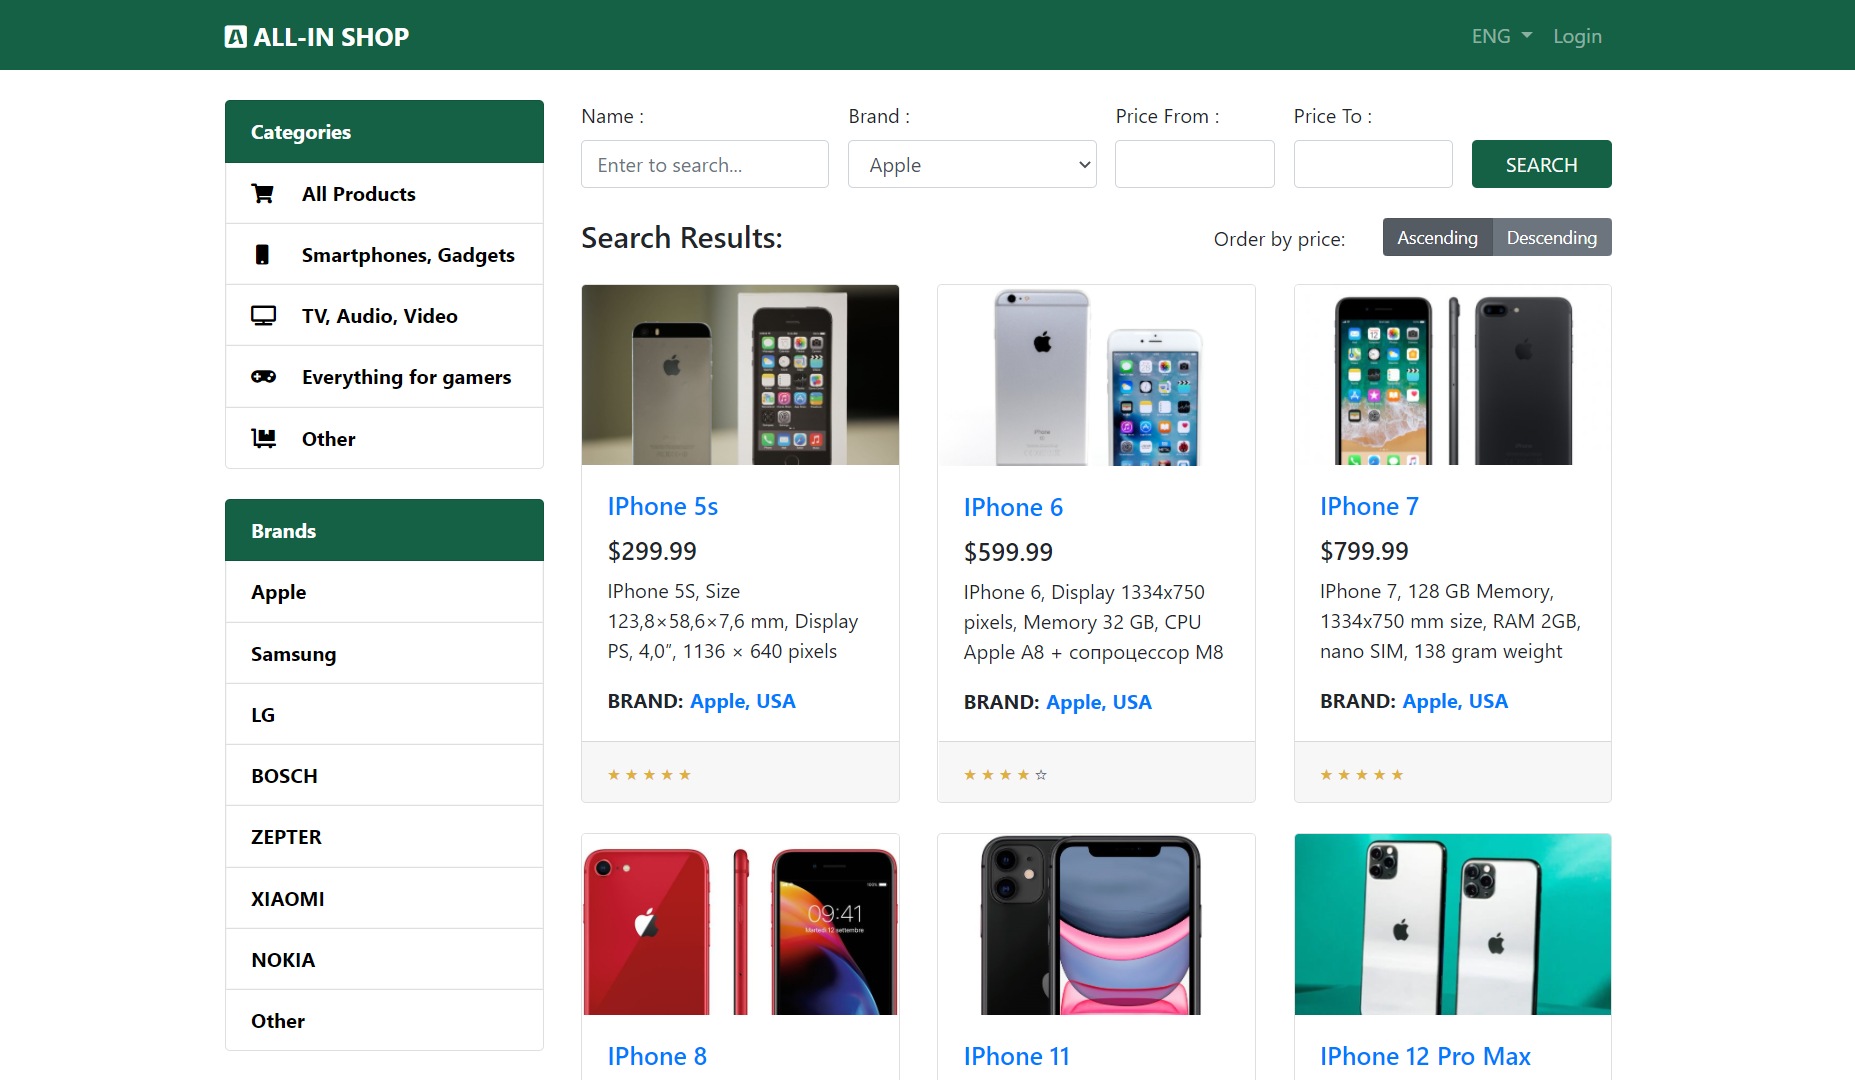 ALL-IN SHOP
ENG
Login
Categories
All Products
Smartphones, Gadgets
TV, Audio, Video
Everything for gamers
Other
Brands
Apple
Samsung
LG
BOSCH
ZEPTER
XIAOMI
NOKIA
Other
Name :
Brand :
Price From :
Price To :
Enter to search...
Apple
SEARCH
Search Results:
Order by price:
Ascending
Descending
IPhone 5s
$299.99
IPhone 5S, Size
123,8×58,6×7,6 mm, Display
PS, 4,0”, 1136 × 640 pixels
BRAND: Apple, USA
★ ★ ★ ★ ★
IPhone 6
$599.99
IPhone 6, Display 1334x750
pixels, Memory 32 GB, CPU
Apple A8 + сопроцессор M8
BRAND: Apple, USA
★ ★ ★ ★ ☆
IPhone 7
$799.99
IPhone 7, 128 GB Memory,
1334x750 mm size, RAM 2GB,
nano SIM, 138 gram weight
BRAND: Apple, USA
★ ★ ★ ★ ★
09:41
Martedì 12 settembre
IPhone 8
IPhone 11
IPhone 12 Pro Max